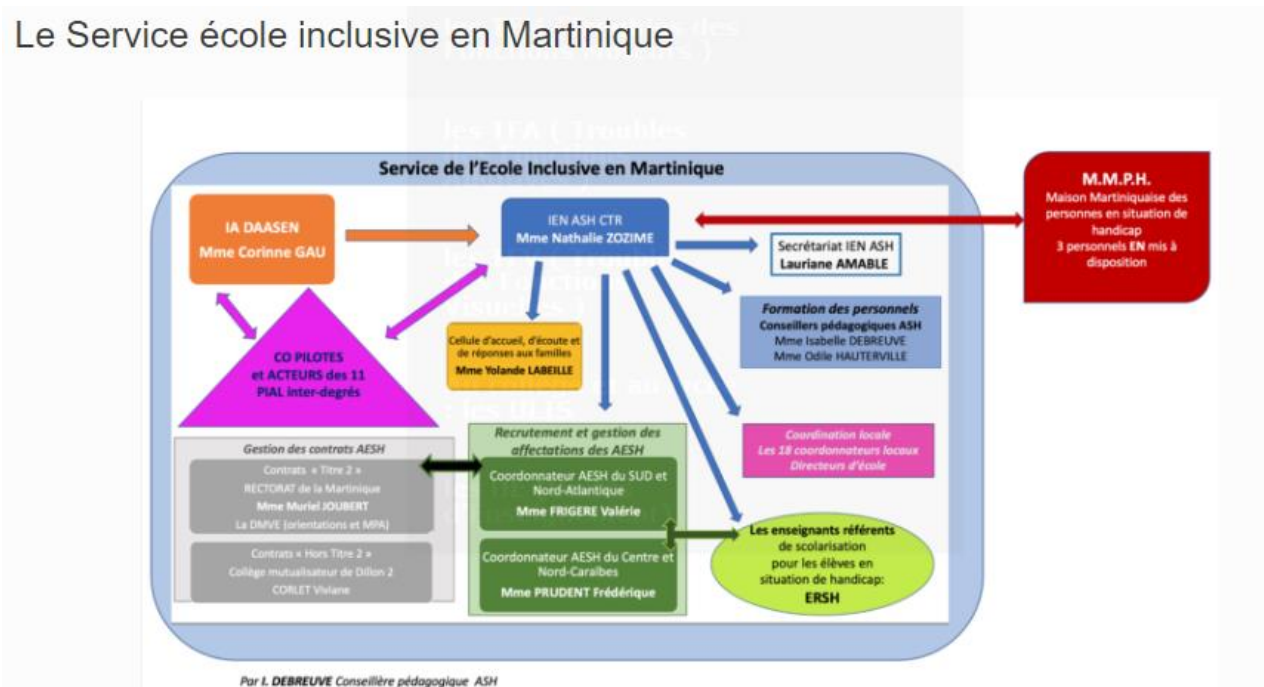 Le Service école inclusive en Martinique
Service de l'Ecole Inclusive en Martinique
IA DAASEN
Mme Corinne GAU
IEN ASH CTR
Mme Nathalie ZOZIME
Secrétariat IEN ASH
Lauriane AMABLE
M.M.P.H.
Maison Martiniquaise des
personnes en situation de
handicap
3 personnels EN mis à
disposition
Formation des personnels
Conseillers pédagogiques ASH
Mme Isabelle DEBREUVE
Mme Odile HAUTERVILLE
CO PILOTES
et ACTEURS des 11
PIAL inter-degrés
Cellule d'accueil, d'écoute et
de réponses aux familles
Mme Yolande LABEILLE
Gestion des contrats AESH
Contrats « Titre 2 »
RECTORAT de la Martinique
Mme Muriel JOUBERT
La DMVE (orientations et MPA)
Contrats « Hors Titre 2 »
Collège mutualisateur de Dillon 2
CORLET Viviane
Recrutement et gestion des
affectations des AESH
Coordonnateur AESH du SUD et
Nord-Atlantique
Mme FRIGERE Valérie
Coordonnateur AESH du Centre et
Nord-Caraïbes
Mme PRUDENT Frédérique
Coordination locale
Les 18 coordonnateurs locaux
Directeurs d'école
Les enseignants référents
de scolarisation
pour les élèves en
situation de handicap:
ERSH
Par I. DEBREUVE Conseillère pédagogique ASH
les TFA ( Troubles